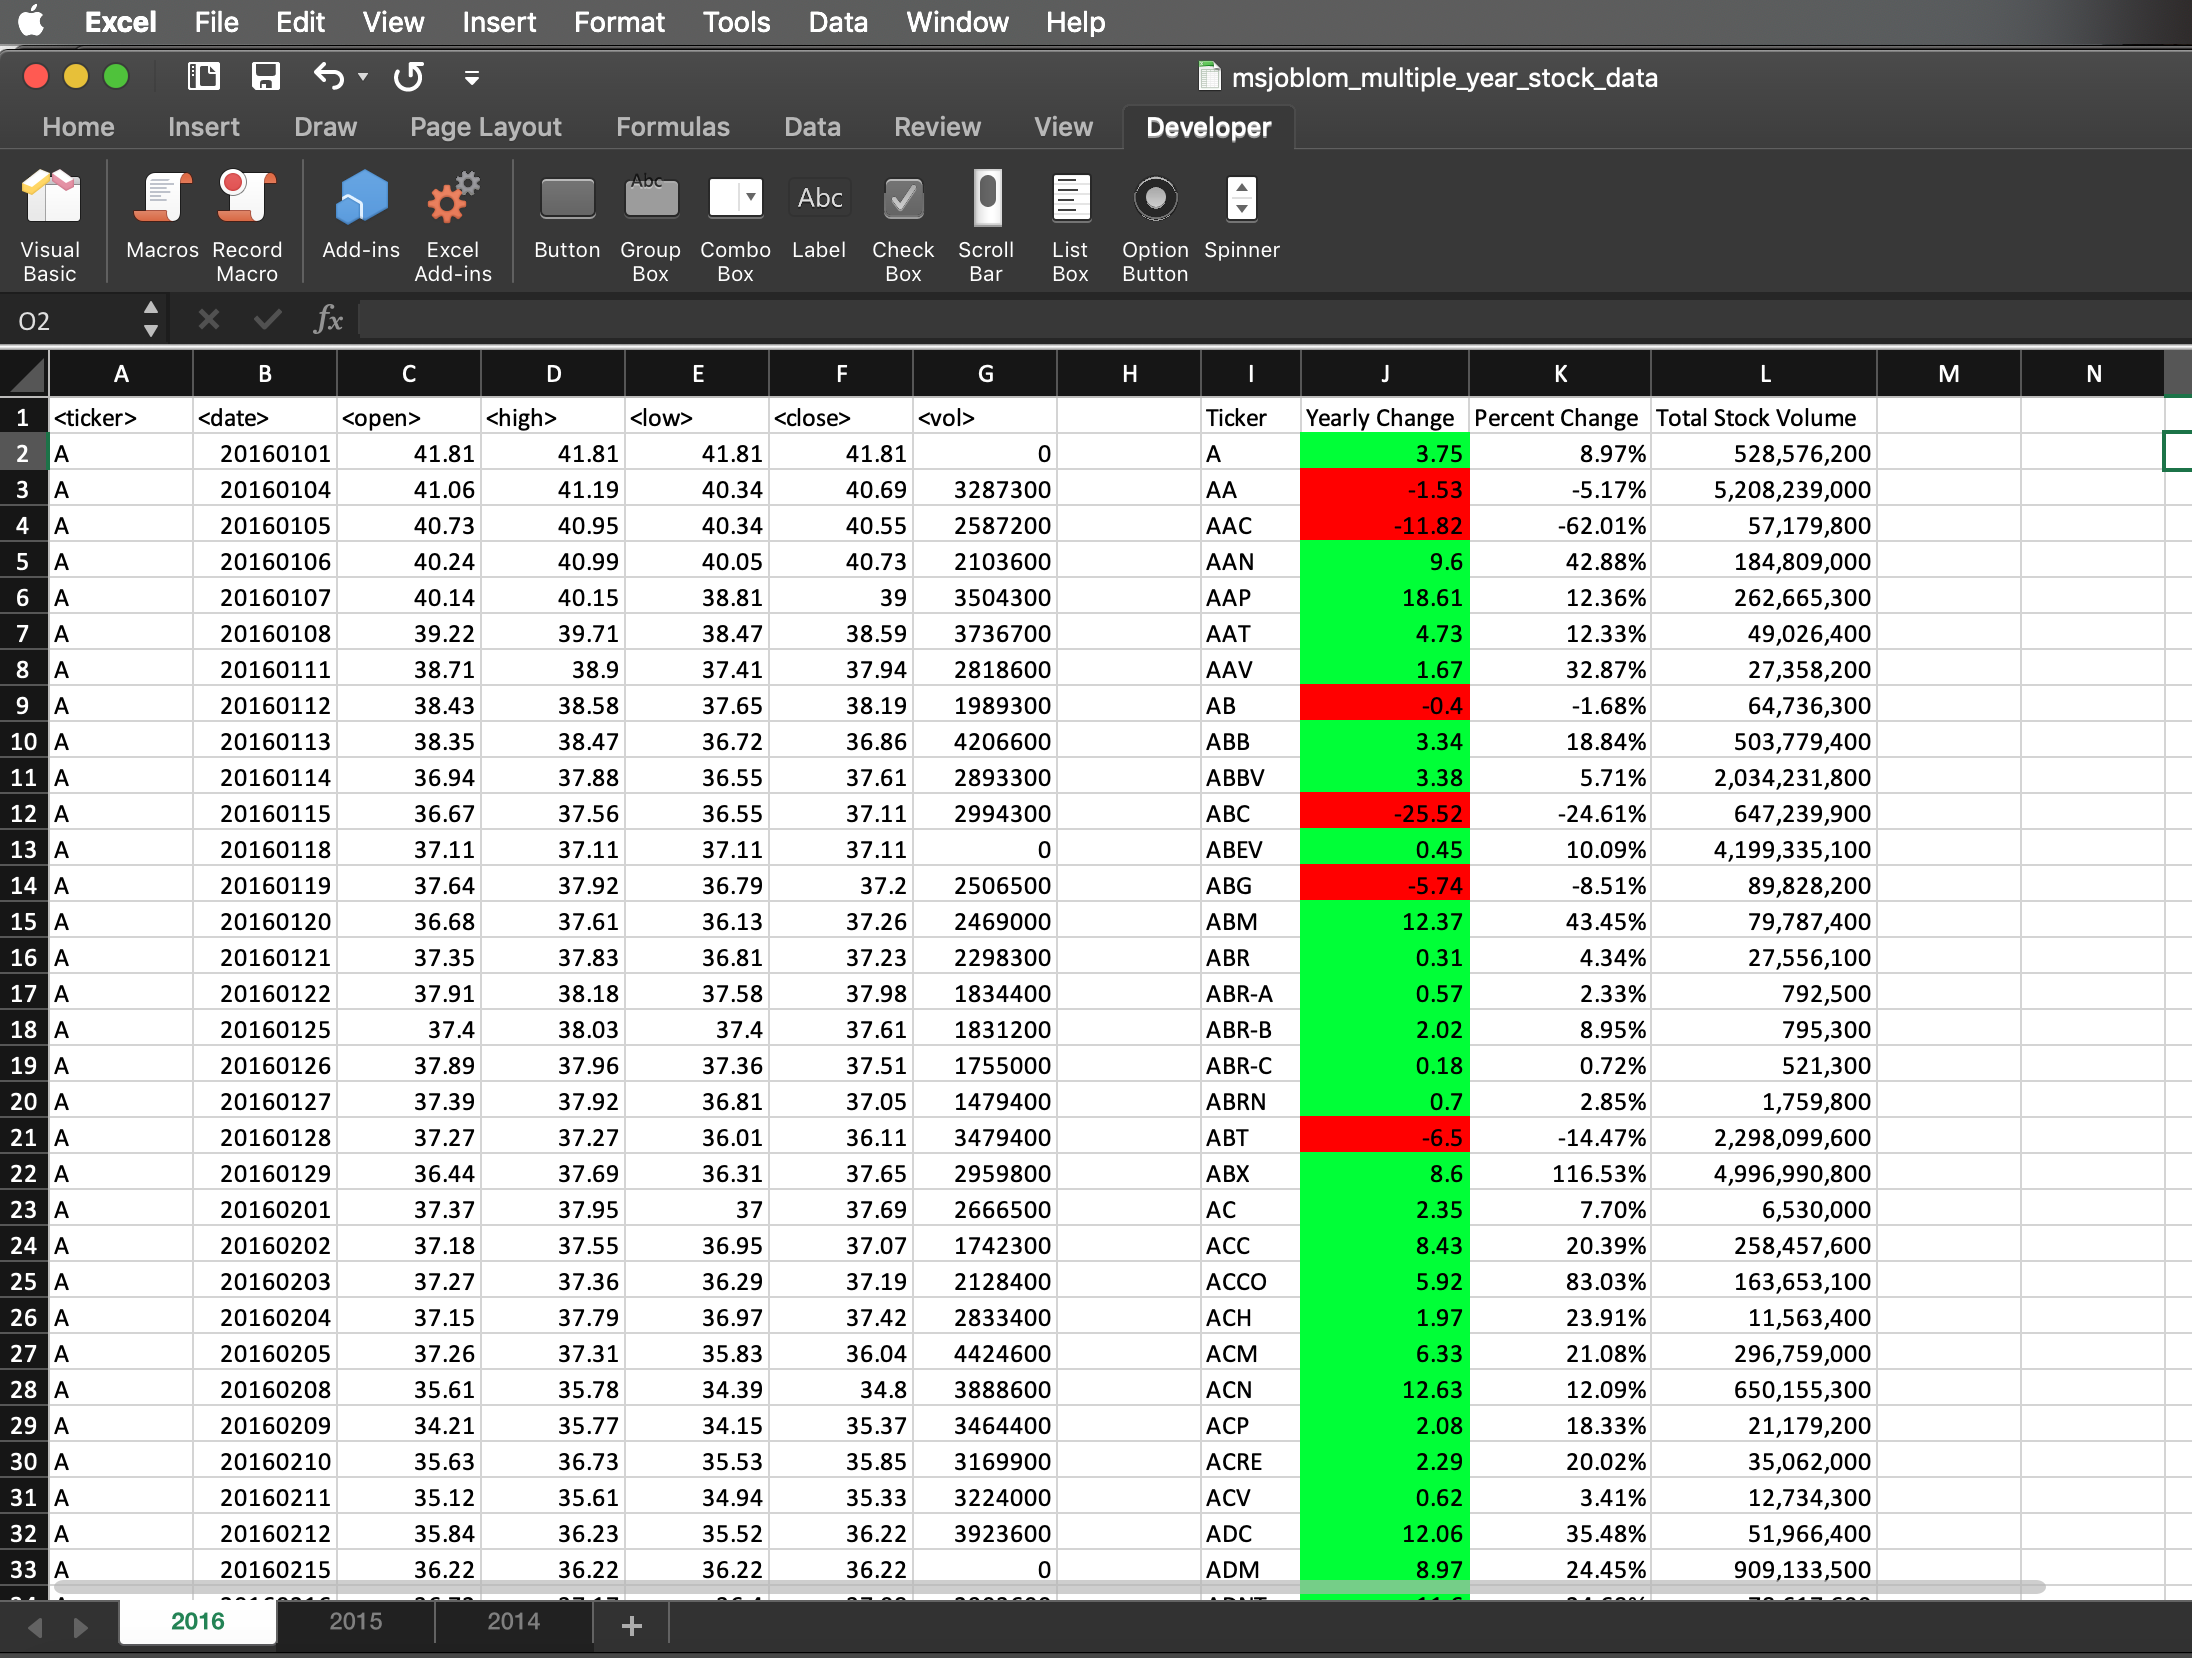 Excel File Edit View Insert Format Tools Data Window Help
msjoblom_multiple_year_stock_data
Home Insert Draw Page Layout Formulas Data Review View Developer
Abc Abc
Visual Basic Macros Record Macro Add-ins Excel Add-ins Button Group Box Combo Box Label Check Box Scroll Bar List Box Option Button Spinner
O2 fx
A B C D E F G H I J K L M N
1 <ticker> <date> <open> <high> <low> <close> <vol> Ticker Yearly Change Percent Change Total Stock Volume
2 A 20160101 41.81 41.81 41.81 41.81 0 A 3.75 8.97% 528,576,200
3 A 20160104 41.06 41.19 40.34 40.69 3287300 AA -1.53 -5.17% 5,208,239,000
4 A 20160105 40.73 40.95 40.34 40.55 2587200 AAC -11.82 -62.01% 57,179,800
5 A 20160106 40.24 40.99 40.05 40.73 2103600 AAN 9.6 42.88% 184,809,000
6 A 20160107 40.14 40.15 38.81 39 3504300 AAP 18.61 12.36% 262,665,300
7 A 20160108 39.22 39.71 38.47 38.59 3736700 AAT 4.73 12.33% 49,026,400
8 A 20160111 38.71 38.9 37.41 37.94 2818600 AAV 1.67 32.87% 27,358,200
9 A 20160112 38.43 38.58 37.65 38.19 1989300 AB -0.4 -1.68% 64,736,300
10 A 20160113 38.35 38.47 36.72 36.86 4206600 ABB 3.34 18.84% 503,779,400
11 A 20160114 36.94 37.88 36.55 37.61 2893300 ABBV 3.38 5.71% 2,034,231,800
12 A 20160115 36.67 37.56 36.55 37.11 2994300 ABC -25.52 -24.61% 647,239,900
13 A 20160118 37.11 37.11 37.11 37.11 0 ABEV 0.45 10.09% 4,199,335,100
14 A 20160119 37.64 37.92 36.79 37.2 2506500 ABG -5.74 -8.51% 89,828,200
15 A 20160120 36.68 37.61 36.13 37.26 2469000 ABM 12.37 43.45% 79,787,400
16 A 20160121 37.35 37.83 36.81 37.23 2298300 ABR 0.31 4.34% 27,556,100
17 A 20160122 37.91 38.18 37.58 37.98 1834400 ABR-A 0.57 2.33% 792,500
18 A 20160125 37.4 38.03 37.4 37.61 1831200 ABR-B 2.02 8.95% 795,300
19 A 20160126 37.89 37.96 37.36 37.51 1755000 ABR-C 0.18 0.72% 521,300
20 A 20160127 37.39 37.92 36.81 37.05 1479400 ABRN 0.7 2.85% 1,759,800
21 A 20160128 37.27 37.27 36.01 36.11 3479400 ABT -6.5 -14.47% 2,298,099,600
22 A 20160129 36.44 37.69 36.31 37.65 2959800 ABX 8.6 116.53% 4,996,990,800
23 A 20160201 37.37 37.95 37 37.69 2666500 AC 2.35 7.70% 6,530,000
24 A 20160202 37.18 37.55 36.95 37.07 1742300 ACC 8.43 20.39% 258,457,600
25 A 20160203 37.27 37.36 36.29 37.19 2128400 ACCO 5.92 83.03% 163,653,100
26 A 20160204 37.15 37.79 36.97 37.42 2833400 ACH 1.97 23.91% 11,563,400
27 A 20160205 37.26 37.31 35.83 36.04 4424600 ACM 6.33 21.08% 296,759,000
28 A 20160208 35.61 35.78 34.39 34.8 3888600 ACN 12.63 12.09% 650,155,300
29 A 20160209 34.21 35.77 34.15 35.37 3464400 ACP 2.08 18.33% 21,179,200
30 A 20160210 35.63 36.73 35.53 35.85 3169900 ACRE 2.29 20.02% 35,062,000
31 A 20160211 35.12 35.61 34.94 35.33 3224000 ACV 0.62 3.41% 12,734,300
32 A 20160212 35.84 36.23 35.52 36.22 3923600 ADC 12.06 35.48% 51,966,400
33 A 20160215 36.22 36.22 36.22 36.22 0 ADM 8.97 24.45% 909,133,500
2016 2015 2014 +